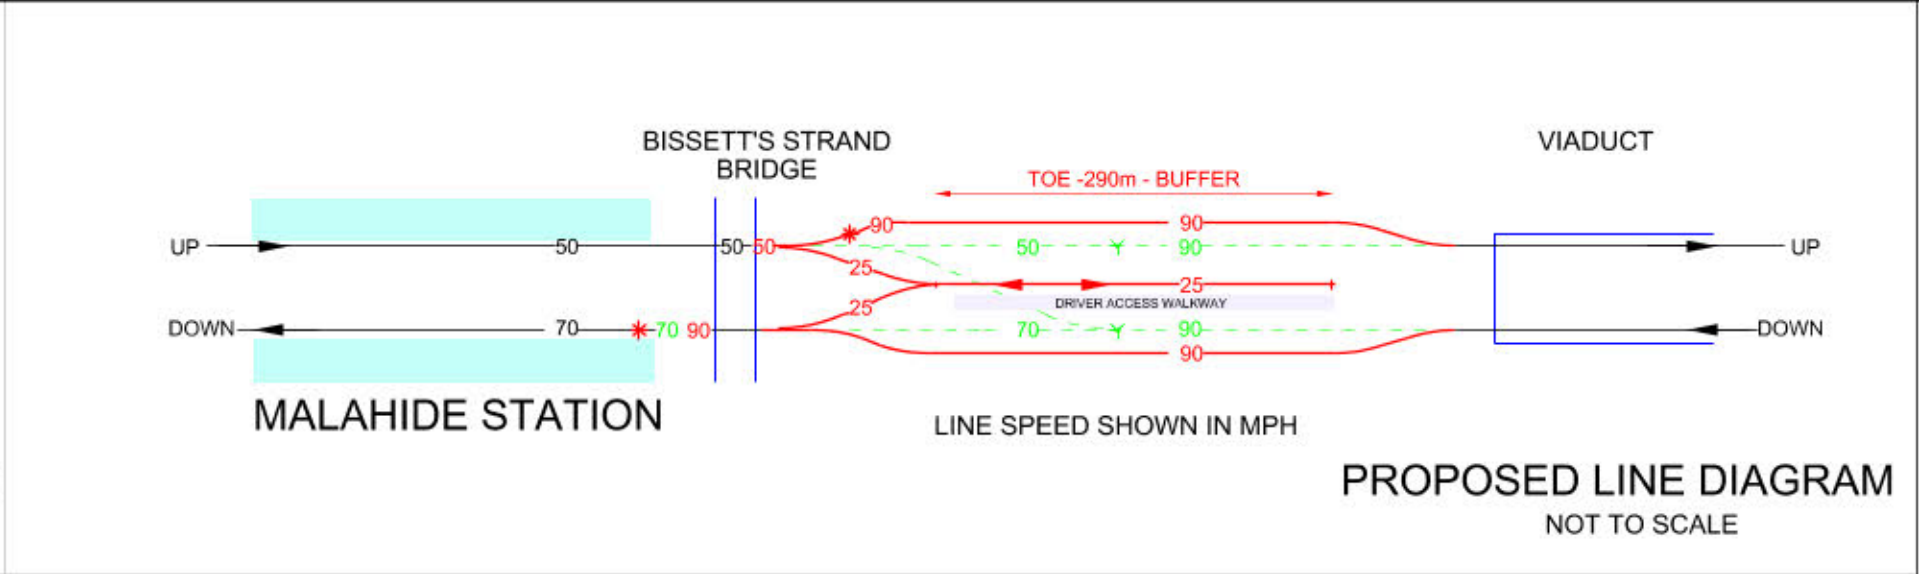 BISSETT'S STRAND
BRIDGE
VIADUCT
TOE -290m - BUFFER
90 90
UP 50 50 50 50 90 UP
25 25
DRIVER ACCESS WALKWAY
25
DOWN 70 70 90 70 90 DOWN
90
MALAHIDE STATION
LINE SPEED SHOWN IN MPH
PROPOSED LINE DIAGRAM
NOT TO SCALE